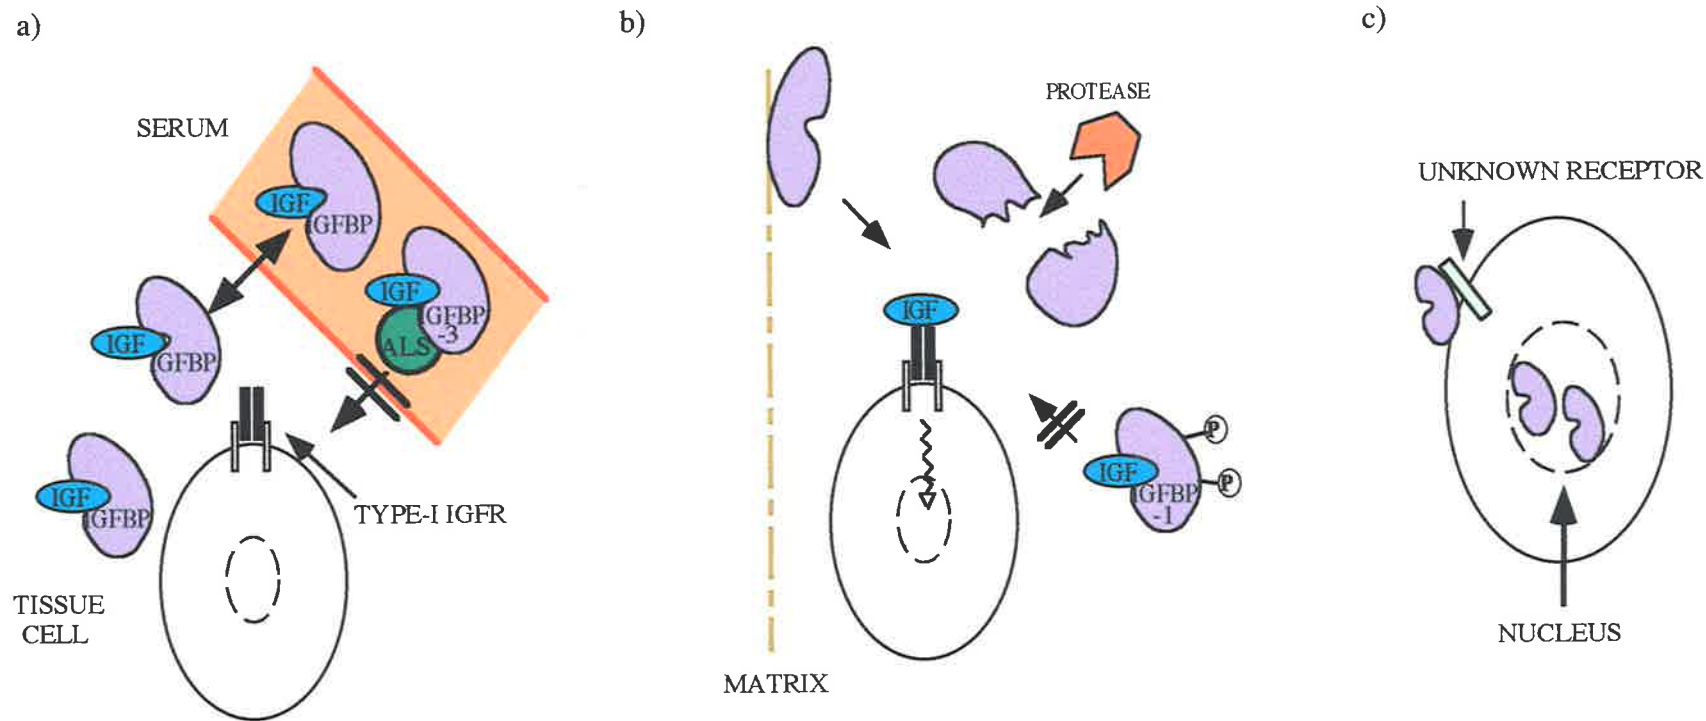 a)
SERUM
IGF
IGFBP
IGF
IGFBP
-3
ALS
IGF
GFBP
IGF
IGFBP
TYPE-I IGFR
TISSUE
CELL
b)
PROTEASE
IGF
P
IGF
P
IGFBP
-1
MATRIX
c)
UNKNOWN RECEPTOR
NUCLEUS